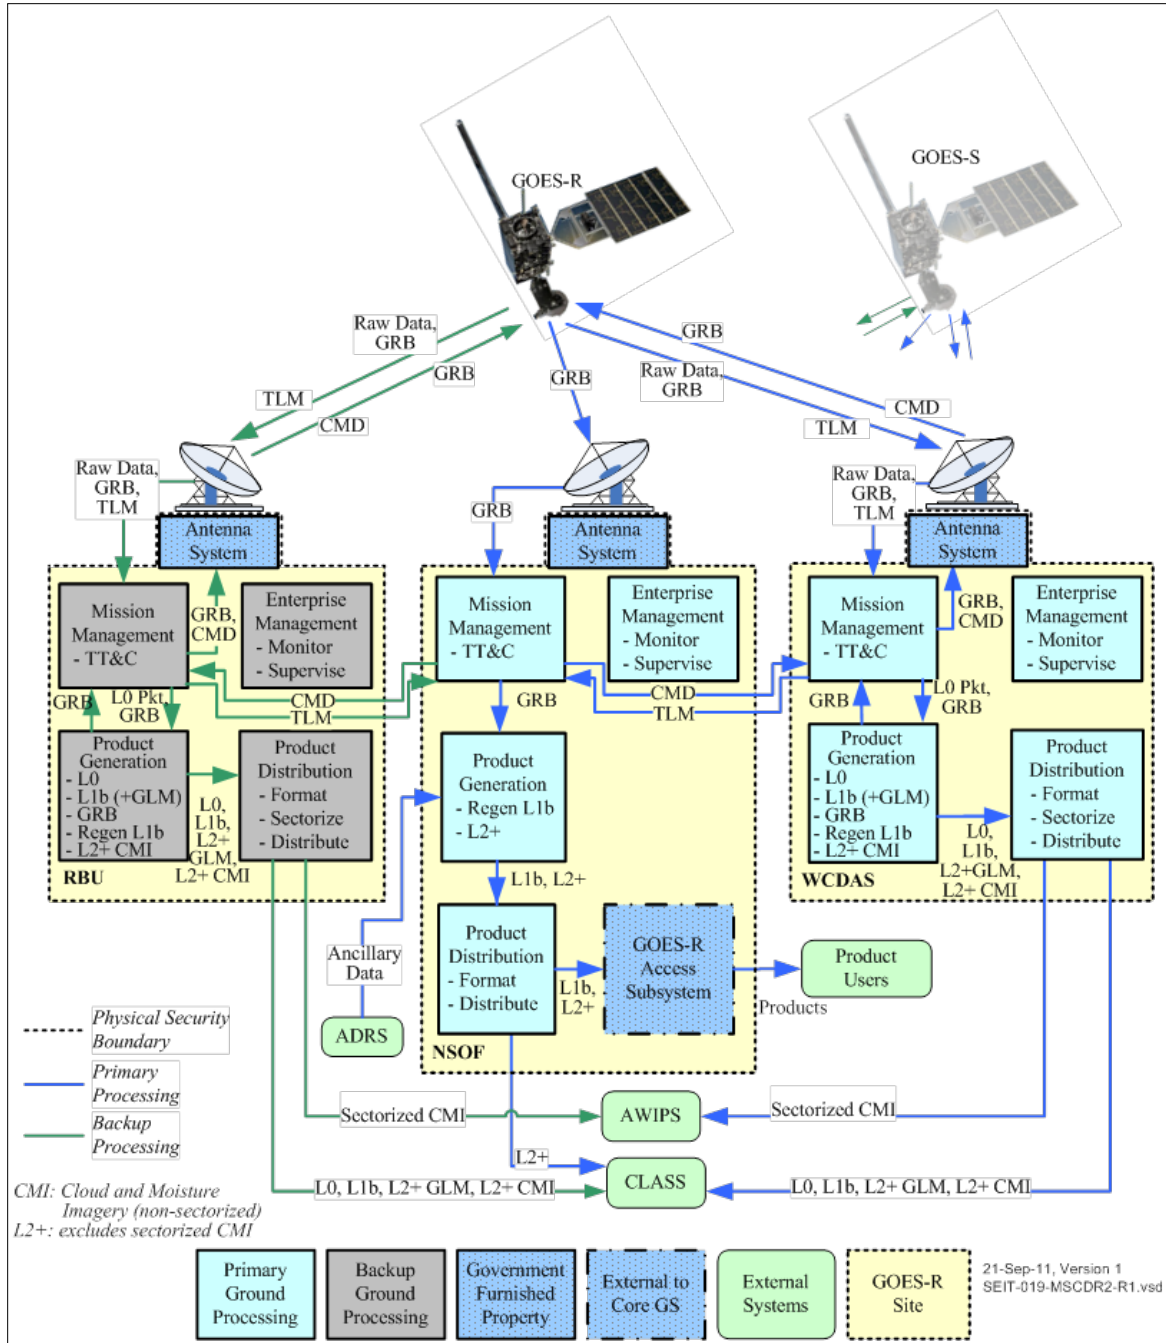 GOES-R
GOES-S
Raw Data,
GRB
GRB
TLM
CMD
GRB
GRB
Raw Data,
GRB
CMD
TLM
Raw Data,
GRB,
TLM
Antenna
System
GRB
Antenna
System
Raw Data,
GRB,
TLM
Antenna
System
Mission
Management
- TT&C
GRB,
CMD
Enterprise
Management
- Monitor
- Supervise
GRB
L0 Pkt,
GRB
CMD
TLM
Product
Generation
- L0
- L1b (+GLM)
- GRB
- Regen L1b
- L2+ CMI
L0,
L1b,
L2+
GLM,
L2+ CMI
Product
Distribution
- Format
- Sectorize
- Distribute
RBU
Mission
Management
- TT&C
Enterprise
Management
- Monitor
- Supervise
GRB
CMD
TLM
Product
Generation
- Regen L1b
- L2+
L1b, L2+
Product
Distribution
- Format
- Distribute
L1b,
L2+
GOES-R
Access
Subsystem
NSOF
Mission
Management
- TT&C
GRB,
CMD
Enterprise
Management
- Monitor
- Supervise
GRB
L0 Pkt,
GRB
Product
Generation
- L0
- L1b (+GLM)
- GRB
- Regen L1b
- L2+ CMI
L0,
L1b,
L2+GLM,
L2+ CMI
Product
Distribution
- Format
- Sectorize
- Distribute
WCDAS
Ancillary
Data
ADRS
Products
Product
Users
Physical Security
Boundary
Primary
Processing
Backup
Processing
Sectorized CMI
AWIPS
Sectorized CMI
L2+
CLASS
L0, L1b, L2+ GLM, L2+ CMI
L0, L1b, L2+ GLM, L2+ CMI
CMI: Cloud and Moisture
Imagery (non-sectorized)
L2+: excludes sectorized CMI
Primary
Ground
Processing
Backup
Ground
Processing
Government
Furnished
Property
External to
Core GS
External
Systems
GOES-R
Site
21-Sep-11, Version 1
SEIT-019-MSCDR2-R1.vsd